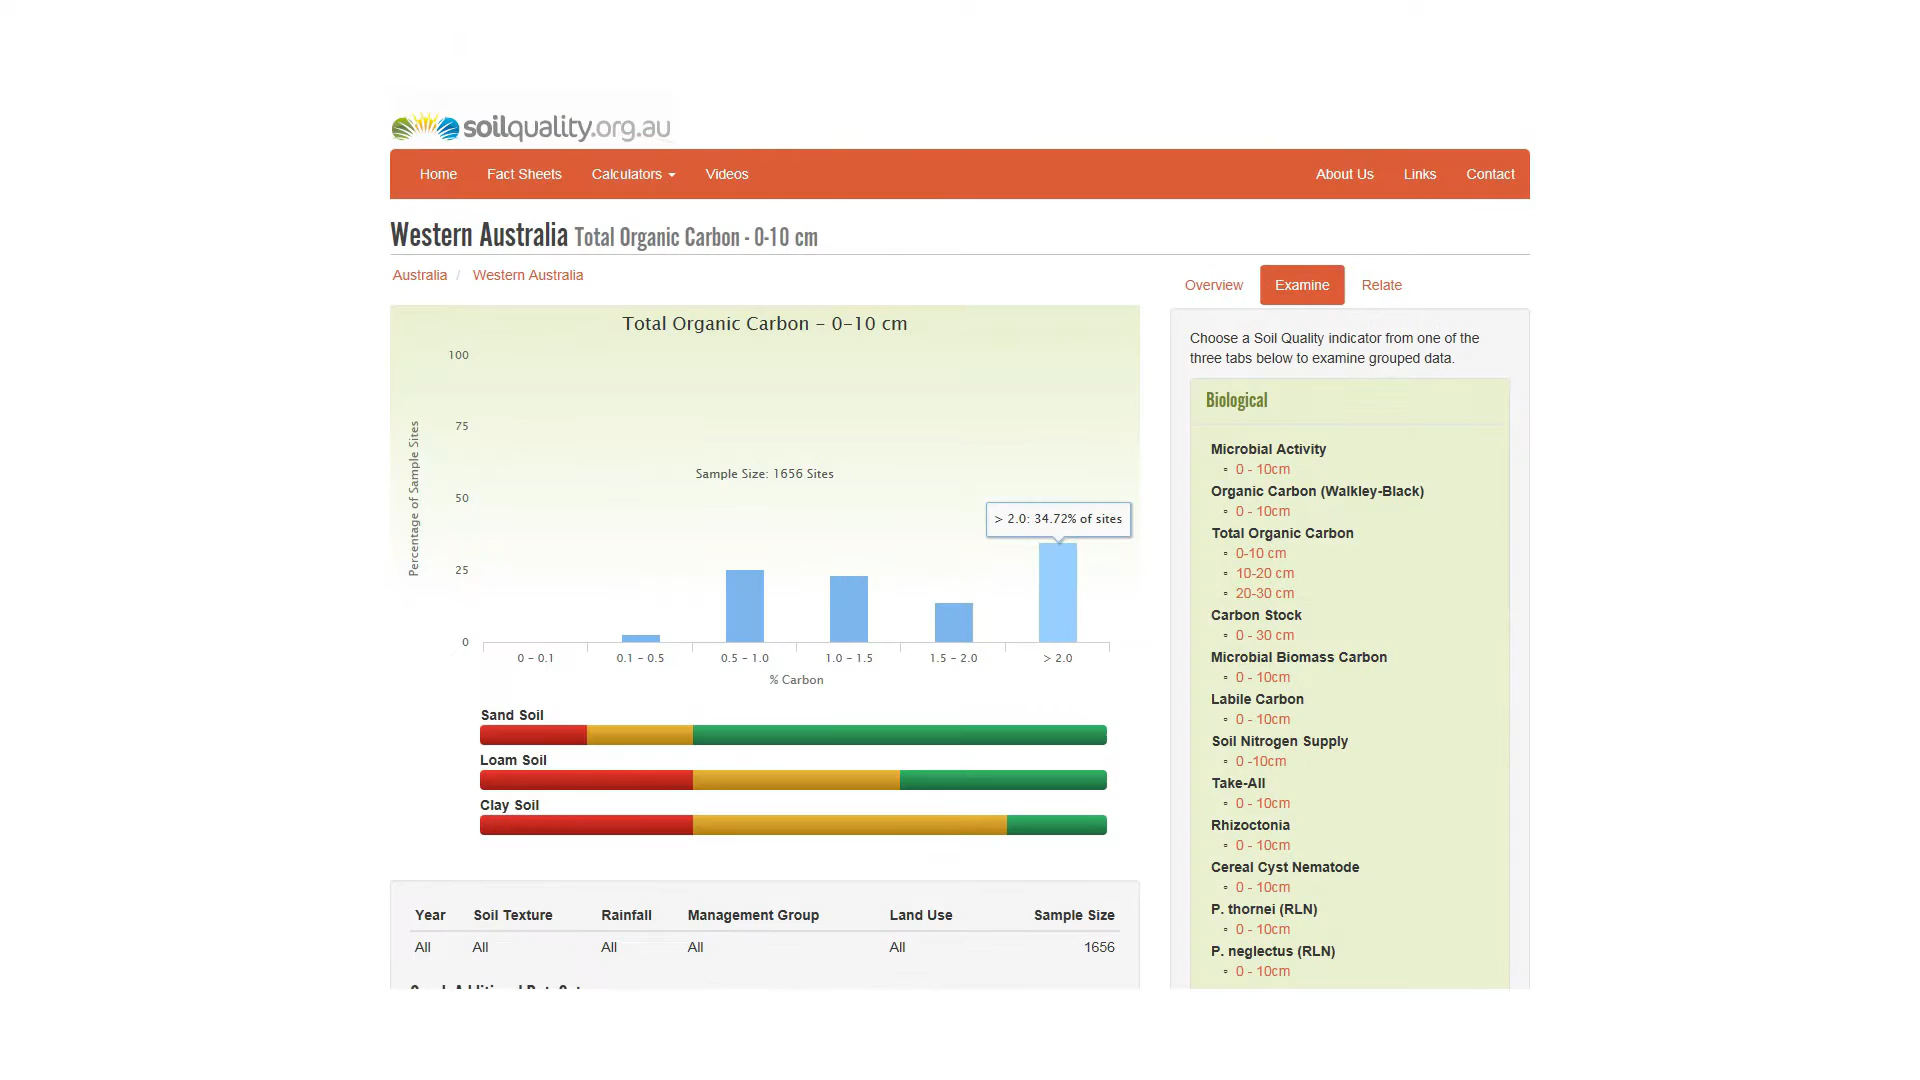 soilquality.org.au
Home Fact Sheets Calculators Videos About Us Links Contact
Western Australia Total Organic Carbon - 0-10 cm
Australia / Western Australia
Overview Examine Relate
Total Organic Carbon - 0-10 cm
100
75
50
25
0
Percentage of Sample Sites
Sample Size: 1656 Sites
> 2.0: 34.72% of sites
0 - 0.1 0.1 - 0.5 0.5 - 1.0 1.0 - 1.5 1.5 - 2.0 > 2.0
% Carbon
Sand Soil
Loam Soil
Clay Soil
Year Soil Texture Rainfall Management Group Land Use Sample Size
All All All All All 1656
Choose a Soil Quality indicator from one of the
three tabs below to examine grouped data.
Biological
Microbial Activity
0 - 10cm
Organic Carbon (Walkley-Black)
0 - 10cm
Total Organic Carbon
0-10 cm
10-20 cm
20-30 cm
Carbon Stock
0 - 30 cm
Microbial Biomass Carbon
0 - 10cm
Labile Carbon
0 - 10cm
Soil Nitrogen Supply
0 -10cm
Take-All
0 - 10cm
Rhizoctonia
0 - 10cm
Cereal Cyst Nematode
0 - 10cm
P. thornei (RLN)
0 - 10cm
P. neglectus (RLN)
0 - 10cm